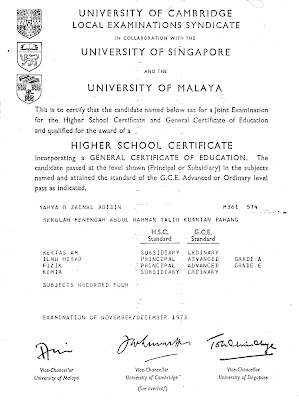 UNIVERSITY OF CAMBRIDGE
LOCAL EXAMINATIONS SYNDICATE
IN COLLABORATION WITH THE
UNIVERSITY OF SINGAPORE
AND THE
UNIVERSITY OF MALAYA
This is to certify that the candidate named below sat for a Joint Examination
for the Higher School Certificate and General Certificate of Education
and qualified for the award of a
HIGHER SCHOOL CERTIFICATE
incorporating a GENERAL CERTIFICATE OF EDUCATION. The
candidate passed at the level shown (Principal or Subsidiary) in the subjects
named and attained the standard of the G.C.E. Advanced or Ordinary level
pass as indicated.
YAHYA B JAIMAL ABIDIN M361 574
SEKOLAH MENENGAH ABDUL RAHMAN TALIB KUANTAN PAHANG
H.S.C. G.C.E.
Standard Standard
KERTAS AM SUBSIDIARY ORDINARY
ILMU HISAB PRINCIPAL ADVANCED GRADE A
FIZIK PRINCIPAL ADVANCED GRADE E
KIMIA SUBSIDIARY ORDINARY
SUBJECTS RECORDED FOUR
EXAMINATION OF NOVEMBER/DECEMBER 1973
Vice-Chancellor Vice-Chancellor Vice-Chancellor
University of Malaya University of Cambridge University of Singapore
(See overleaf)